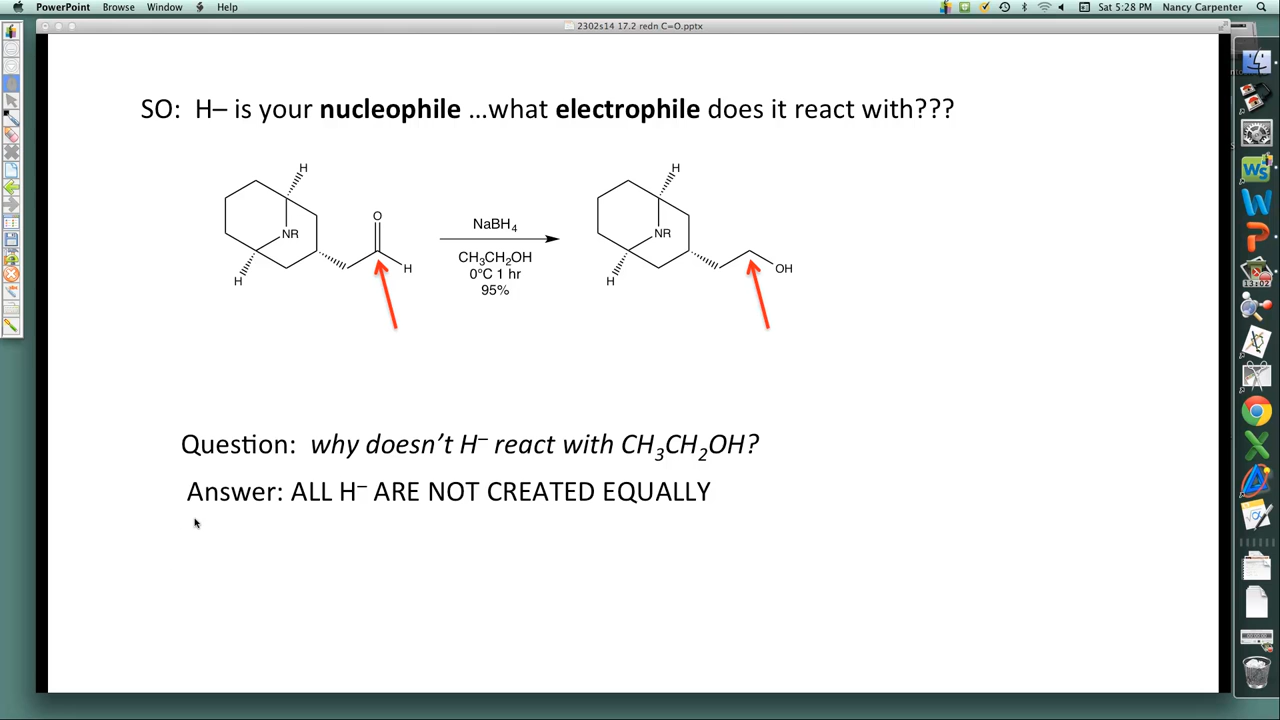 PowerPoint Browse Window Help Sat 5:28 PM Nancy Carpenter
2302s14 17.2 redn C=O.pptx
SO: H– is your nucleophile ...what electrophile does it react with???
H
O
NR
H
H
NaBH4
CH3CH2OH
0°C 1 hr
95%
H
NR
OH
H
Question: why doesn't H– react with CH3CH2OH?
Answer: ALL H– ARE NOT CREATED EQUALLY
13:02